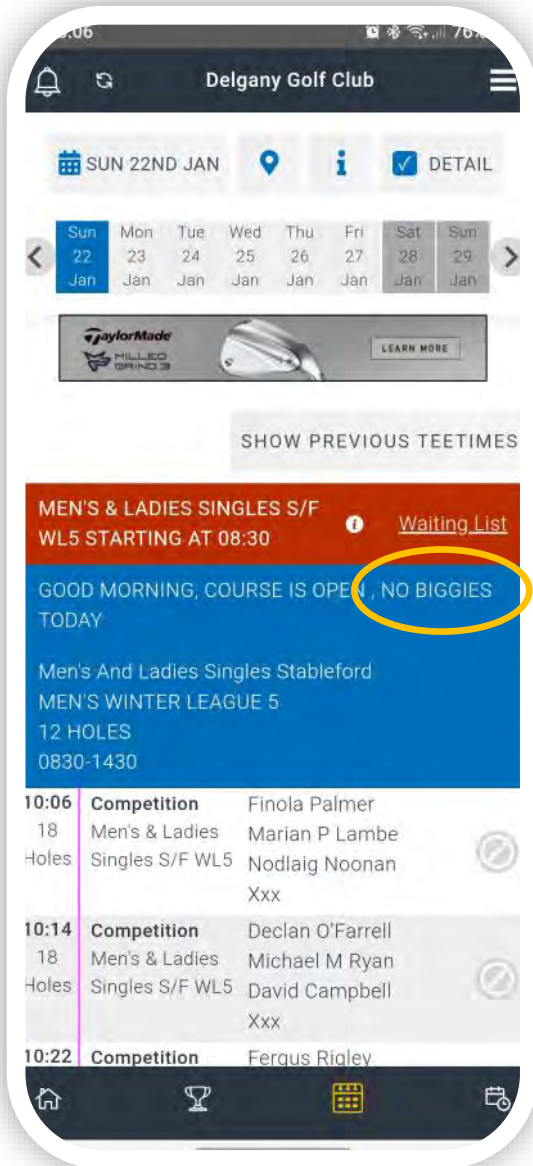 :06 76%
Delgany Golf Club
SUN 22ND JAN i DETAIL
Sun Mon Tue Wed Thu Fri Sat Sun
22 23 24 25 26 27 28 29
Jan Jan Jan Jan Jan Jan Jan Jan
TaylorMade
MILLED
GRIND 3
LEARN MORE
SHOW PREVIOUS TEETIMES
MEN'S & LADIES SINGLES S/F
WL5 STARTING AT 08:30
Waiting List
GOOD MORNING, COURSE IS OPEN , NO BIGGIES
TODAY
Men's And Ladies Singles Stableford
MEN'S WINTER LEAGUE 5
12 HOLES
0830-1430
10:06 Competition Finola Palmer
18 Men's & Ladies Marian P Lambe
Holes Singles S/F WL5 Nodlaig Noonan
Xxx
10:14 Competition Declan O'Farrell
18 Men's & Ladies Michael M Ryan
Holes Singles S/F WL5 David Campbell
Xxx
10:22 Competition Fergus Rigley